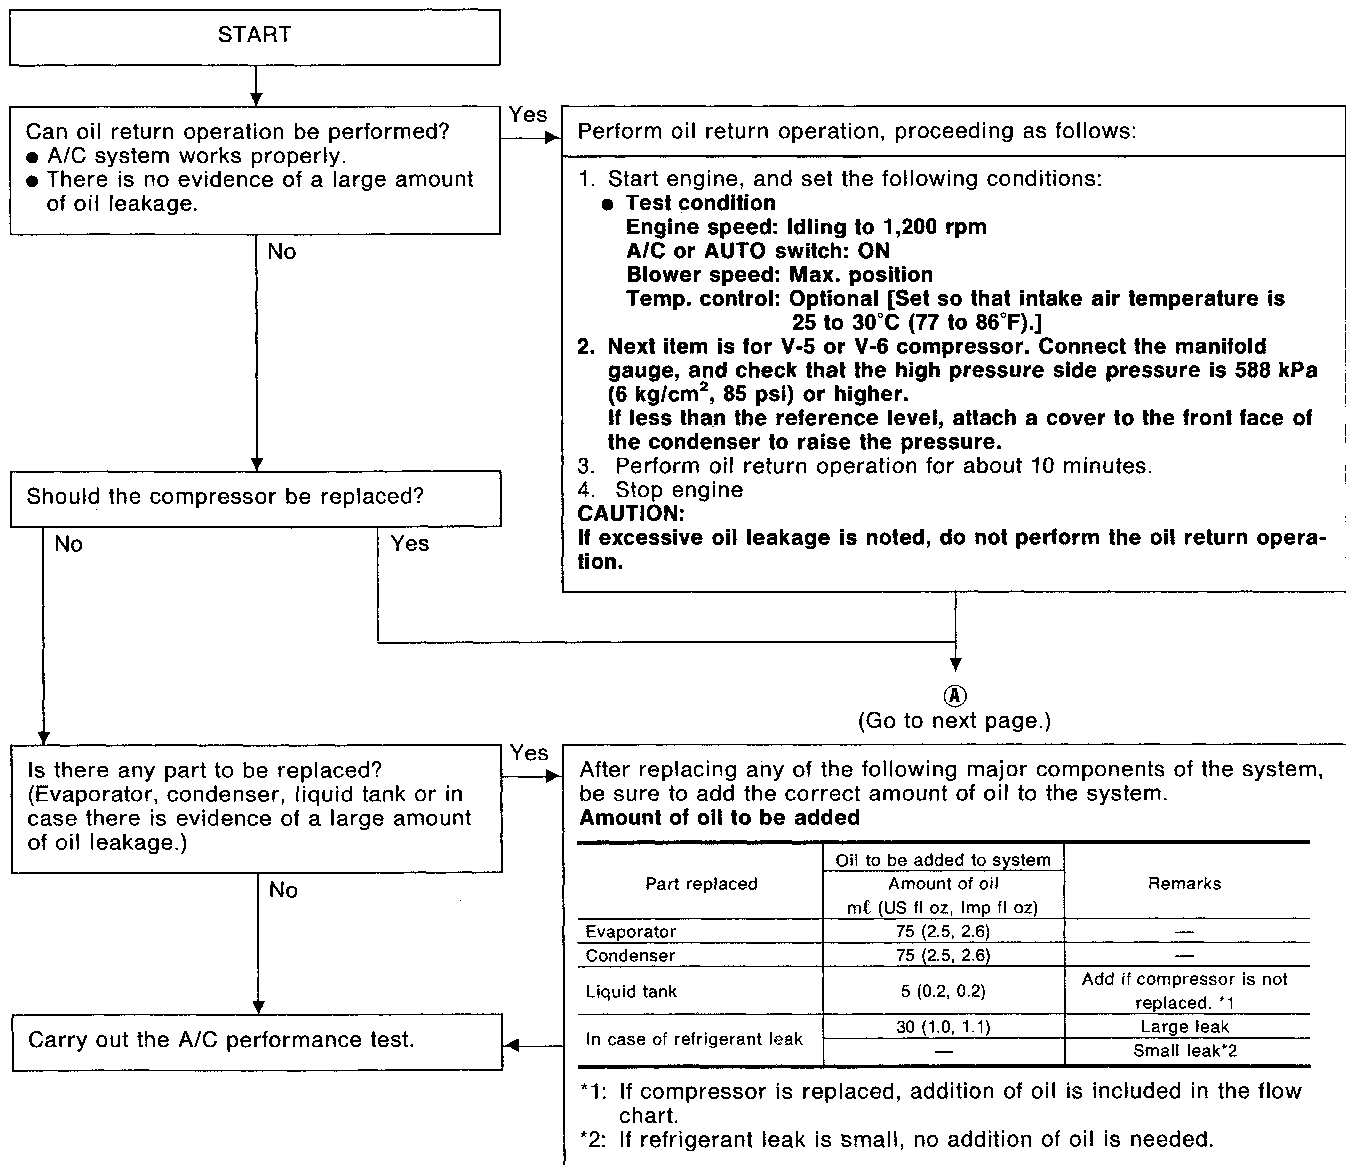 START
Can oil return operation be performed?
● A/C system works properly.
● There is no evidence of a large amount
of oil leakage.
Yes
No
Perform oil return operation, proceeding as follows:
1. Start engine, and set the following conditions:
● Test condition
Engine speed: Idling to 1,200 rpm
A/C or AUTO switch: ON
Blower speed: Max. position
Temp. control: Optional [Set so that intake air temperature is
25 to 30°C (77 to 86°F).]
2. Next item is for V-5 or V-6 compressor. Connect the manifold
gauge, and check that the high pressure side pressure is 588 kPa
(6 kg/cm², 85 psi) or higher.
If less than the reference level, attach a cover to the front face of
the condenser to raise the pressure.
3. Perform oil return operation for about 10 minutes.
4. Stop engine
CAUTION:
If excessive oil leakage is noted, do not perform the oil return opera-
tion.
Should the compressor be replaced?
No
Yes
Ⓐ
(Go to next page.)
Is there any part to be replaced?
(Evaporator, condenser, liquid tank or in
case there is evidence of a large amount
of oil leakage.)
Yes
No
After replacing any of the following major components of the system,
be sure to add the correct amount of oil to the system.
Amount of oil to be added
Part replaced
Oil to be added to system
Amount of oil
mℓ (US fl oz, Imp fl oz)
Remarks
Evaporator 75 (2.5, 2.6) —
Condenser 75 (2.5, 2.6) —
Liquid tank 5 (0.2, 0.2) Add if compressor is not
replaced. *1
In case of refrigerant leak 30 (1.0, 1.1) Large leak
— Small leak*2
*1: If compressor is replaced, addition of oil is included in the flow
chart.
*2: If refrigerant leak is small, no addition of oil is needed.
Carry out the A/C performance test.